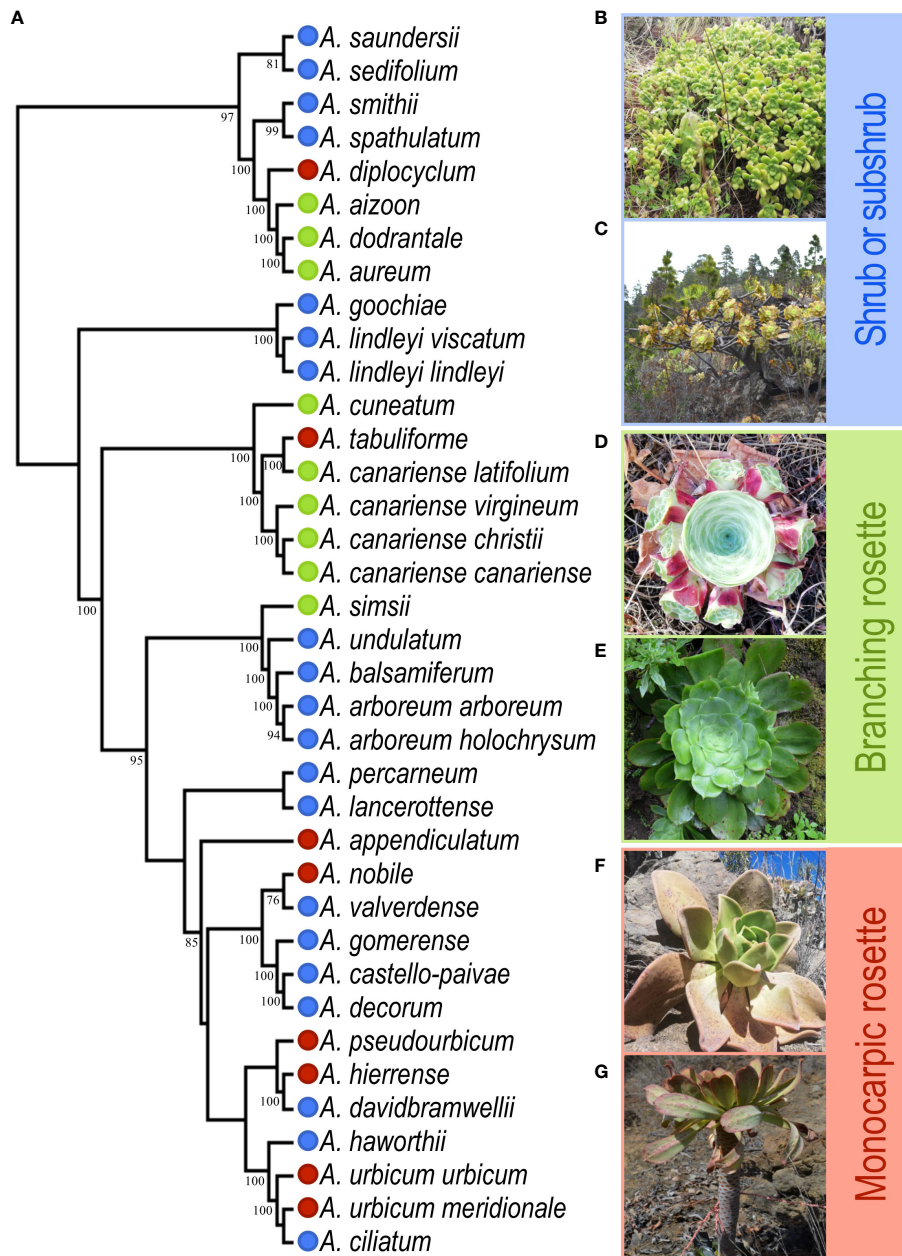 A
A. saundersii
81
A. sedifolium
97
A. smithii
99
A. spathulatum
100
A. diplocyclum
100
A. aizoon
100
A. dodrantale
100
A. aureum
A. goochiae
100
A. lindleyi viscatum
A. lindleyi lindleyi
A. cuneatum
100
A. tabuliforme
100
A. canariense latifolium
100
A. canariense virgineum
100
A. canariense christii
A. canariense canariense
100
A. simsii
100
A. undulatum
A. balsamiferum
100
A. arboreum arboreum
94
A. arboreum holochrysum
95
A. percarneum
A. lancerottense
A. appendiculatum
A. nobile
76
A. valverdense
100
85
A. gomerense
100
A. castello-paivae
100
A. decorum
A. pseudourbicum
A. hierrense
100
A. davidbramwellii
A. haworthii
100
A. urbicum urbicum
100
A. urbicum meridionale
A. ciliatum
B
C
Shrub or subshrub
D
E
Branching rosette
F
G
Monocarpic rosette